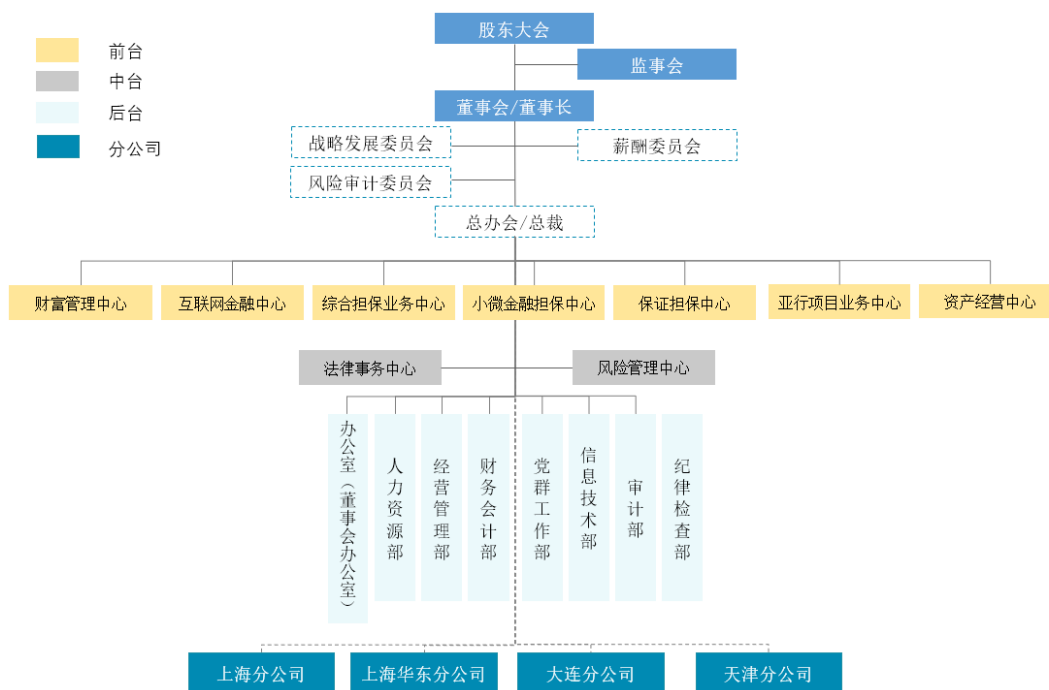 股东大会
前台
监事会
中台
董事会/董事长
后台
战略发展委员会
薪酬委员会
分公司
风险审计委员会
总办会/总裁
财富管理中心
互联网金融中心
综合担保业务中心
小微金融担保中心
保证担保中心
亚行项目业务中心
资产经营中心
法律事务中心
风险管理中心
办公室（董事会办公室）
人力资源部
经营管理部
财务会计部
党群工作部
信息技术部
审计部
纪律检查部
上海分公司
上海华东分公司
大连分公司
天津分公司